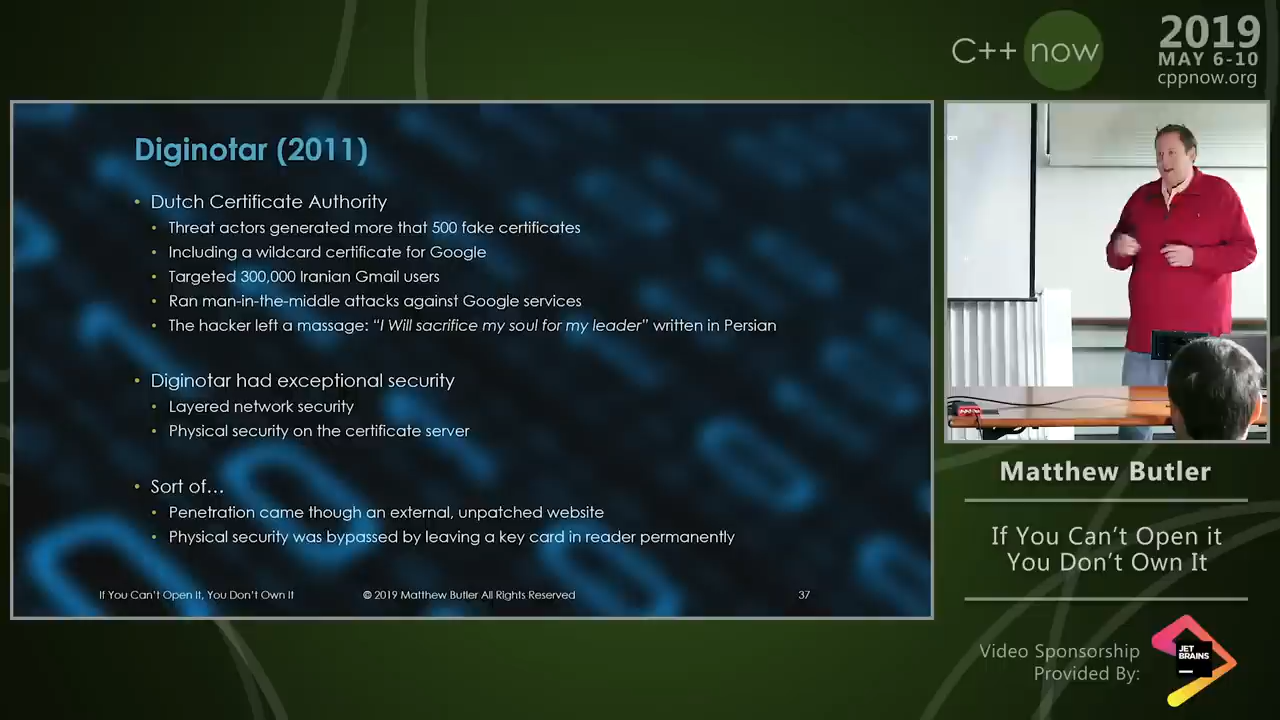 C++ now
2019
MAY 6-10
cppnow.org
Diginotar (2011)
• Dutch Certificate Authority
• Threat actors generated more that 500 fake certificates
• Including a wildcard certificate for Google
• Targeted 300,000 Iranian Gmail users
• Ran man-in-the-middle attacks against Google services
• The hacker left a massage: “I Will sacrifice my soul for my leader” written in Persian
• Diginotar had exceptional security
• Layered network security
• Physical security on the certificate server
• Sort of…
• Penetration came though an external, unpatched website
• Physical security was bypassed by leaving a key card in reader permanently
If You Can’t Open It, You Don’t Own It
© 2019 Matthew Butler All Rights Reserved
37
Matthew Butler
If You Can’t Open it
You Don’t Own It
Video Sponsorship
Provided By:
JET
BRAINS